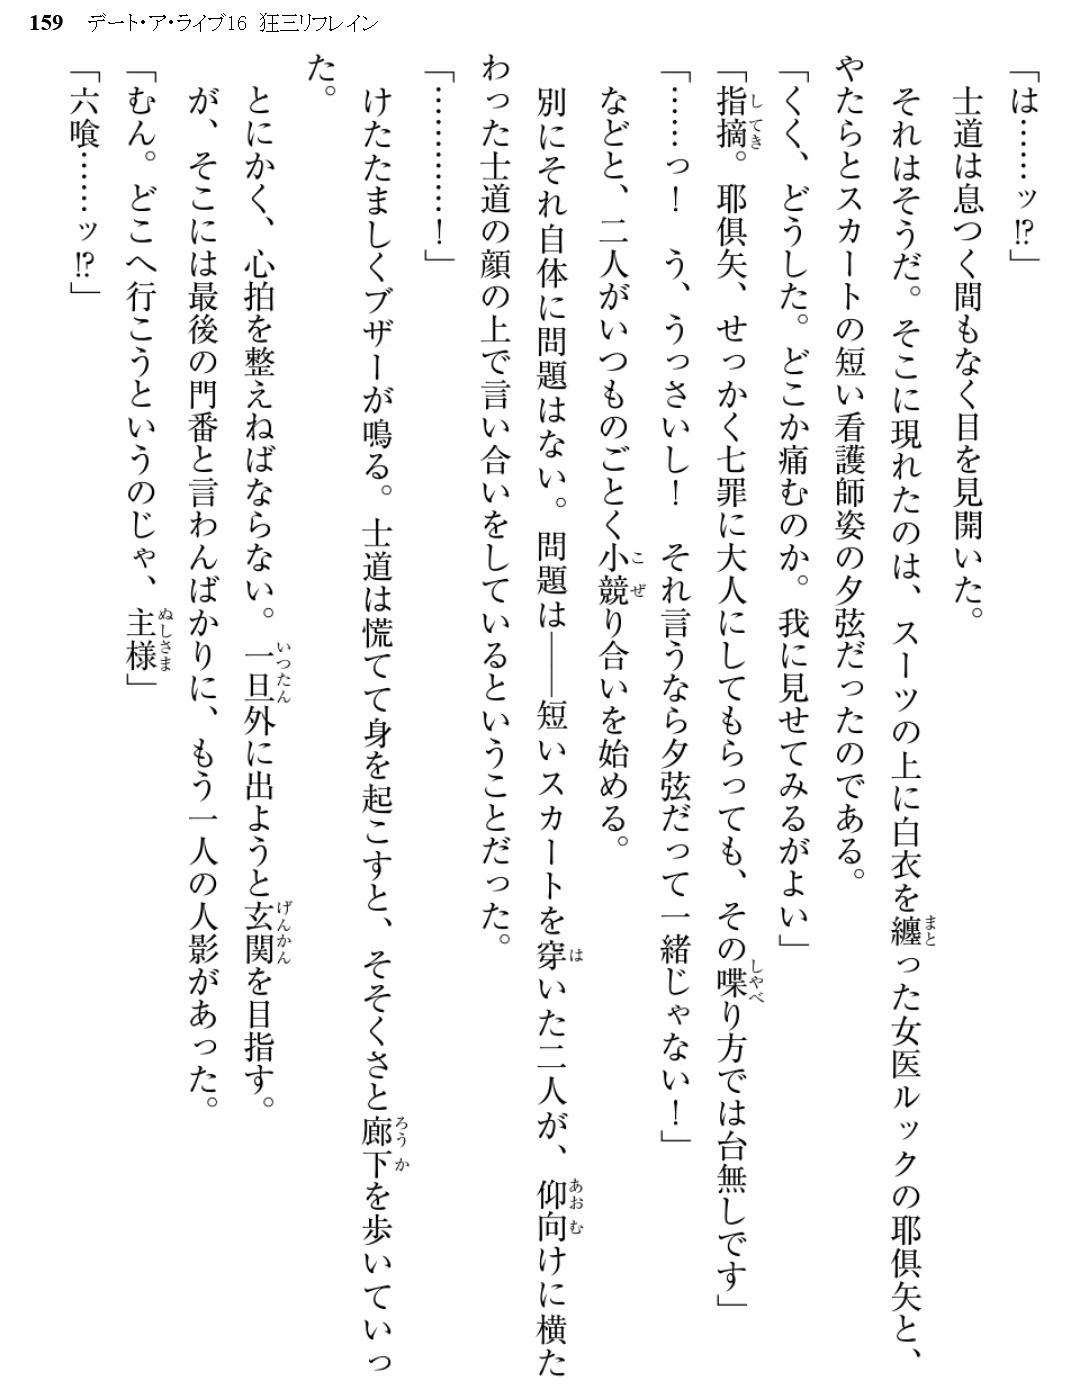 159 デート・ア・ライブ16 狂三リフレイン
「は……ッ!?」
士道は息つく間もなく目を見開いた。
それはそうだ。そこに現れたのは、スーツの上に白衣を纏った女医ルックの耶倶矢と、
やたらとスカートの短い看護師姿の夕弦だったのである。
「くく、どうした。どこか痛むのか。我に見せてみるがよい」
「指摘。耶倶矢、せっかく七罪に大人にしてもらっても、その喋り方では台無しです」
「……っ！　う、うっさいし！　それ言うなら夕弦だって一緒じゃない！」
などと、二人がいつものごとく小競り合いを始める。
別にそれ自体に問題はない。問題は――短いスカートを穿いた二人が、仰向けに横た
わった士道の顔の上で言い合いをしているということだった。
「…………！」
けたたましくブザーが鳴る。士道は慌てて身を起こすと、そそくさと廊下を歩いていっ
た。
とにかく、心拍を整えねばならない。一旦外に出ようと玄関を目指す。
が、そこには最後の門番と言わんばかりに、もう一人の人影があった。
「むん。どこへ行こうというのじゃ、主様」
「六喰……ッ!?」